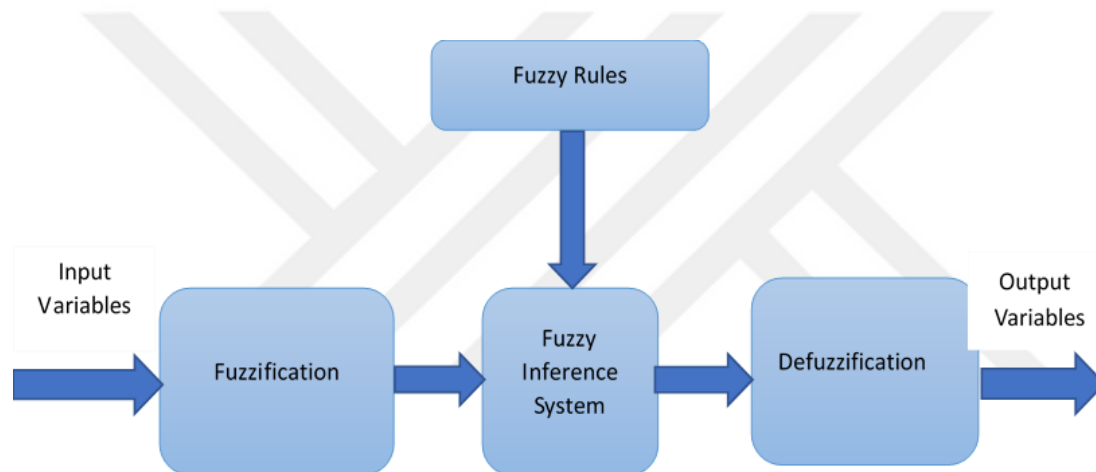 Fuzzy Rules
Input
Variables
Fuzzification
Fuzzy
Inference
System
Defuzzification
Output
Variables